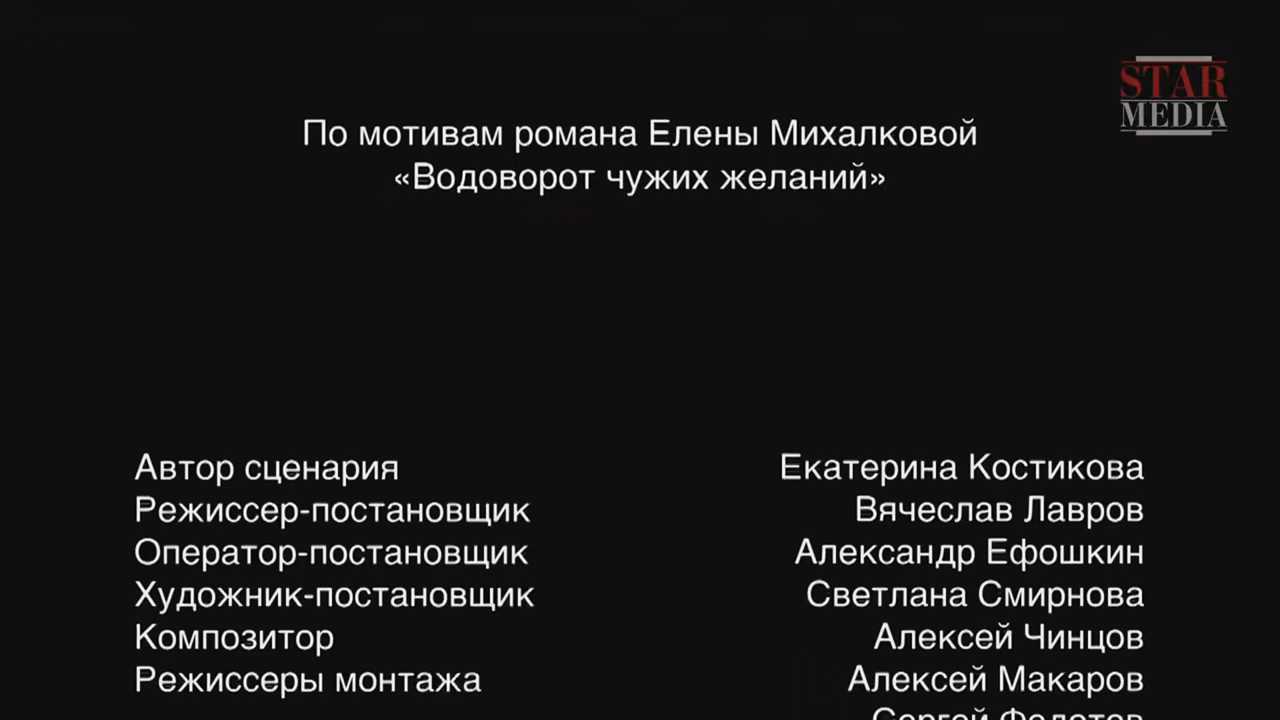 STAR
MEDIA
По мотивам романа Елены Михалковой
«Водоворот чужих желаний»
Автор сценария Екатерина Костикова
Режиссер-постановщик Вячеслав Лавров
Оператор-постановщик Александр Ефошкин
Художник-постановщик Светлана Смирнова
Композитор Алексей Чинцов
Режиссеры монтажа Алексей Макаров